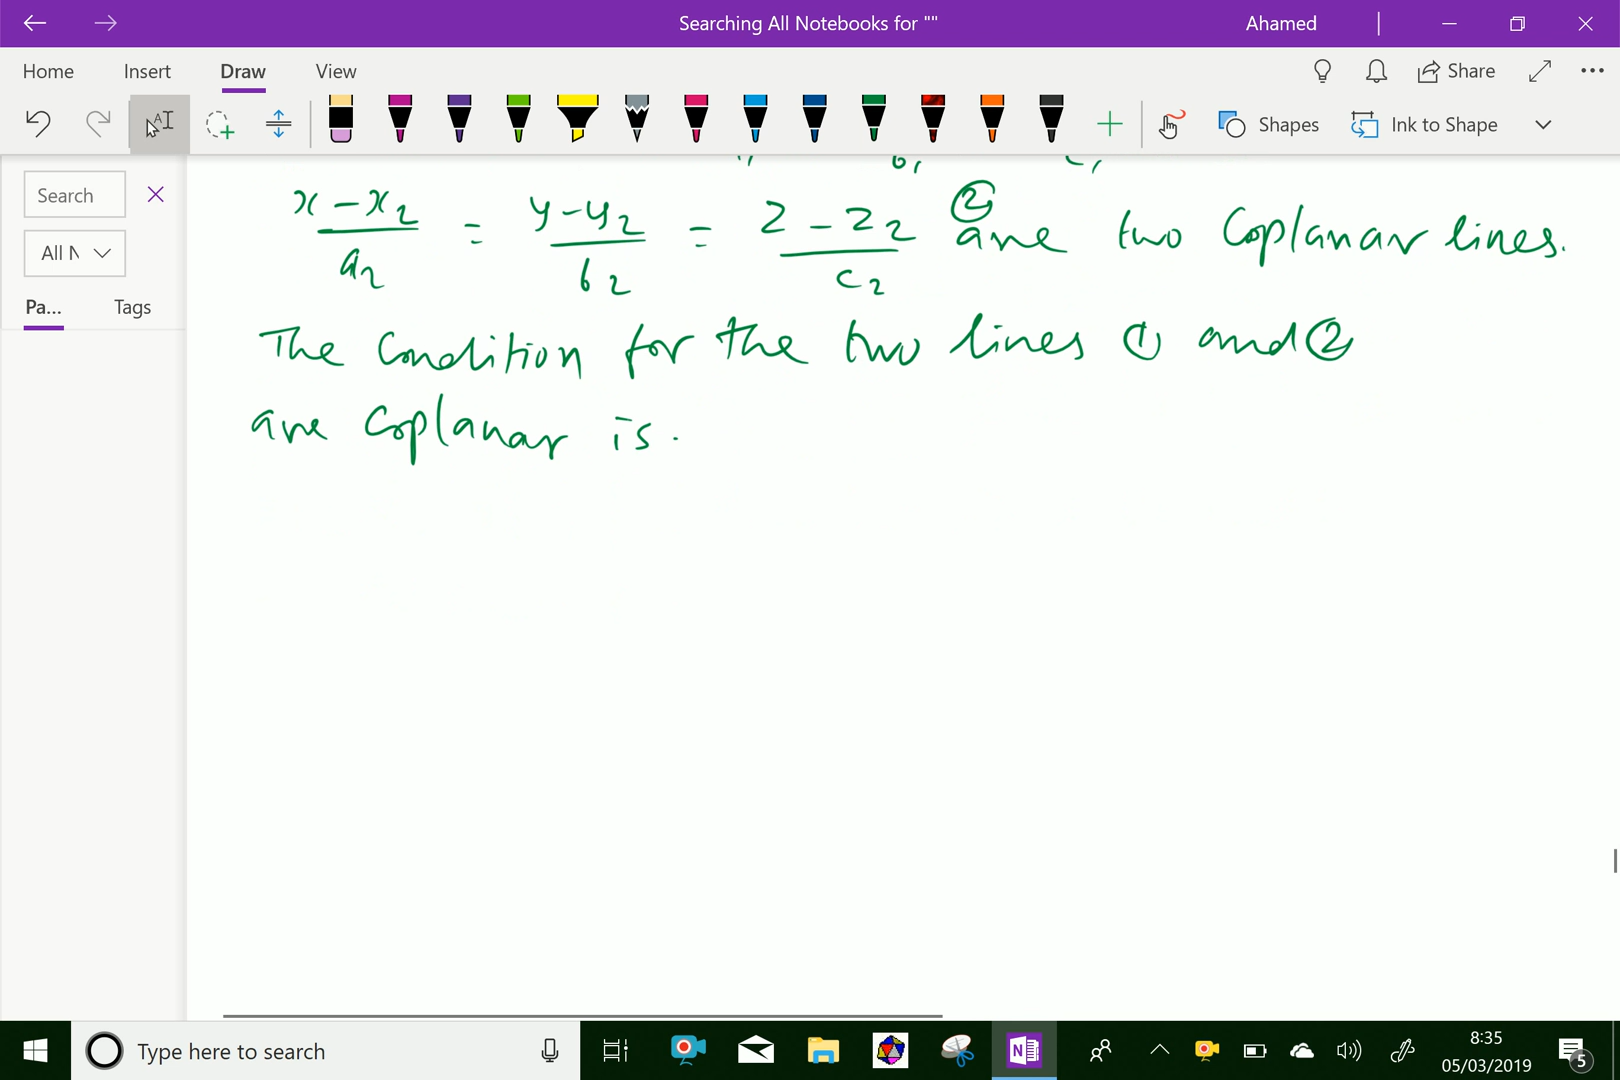 Searching All Notebooks for ""
Ahamed
Home Insert Draw View
Share
Shapes Ink to Shape
Search
All N
Pa... Tags
x-x2/a2 = y-y2/b2 = z-z2/c2 ② are two Coplanar lines.
The Condition for the two lines ① and ②
are Coplanar is.
Type here to search
8:35
05/03/2019
5